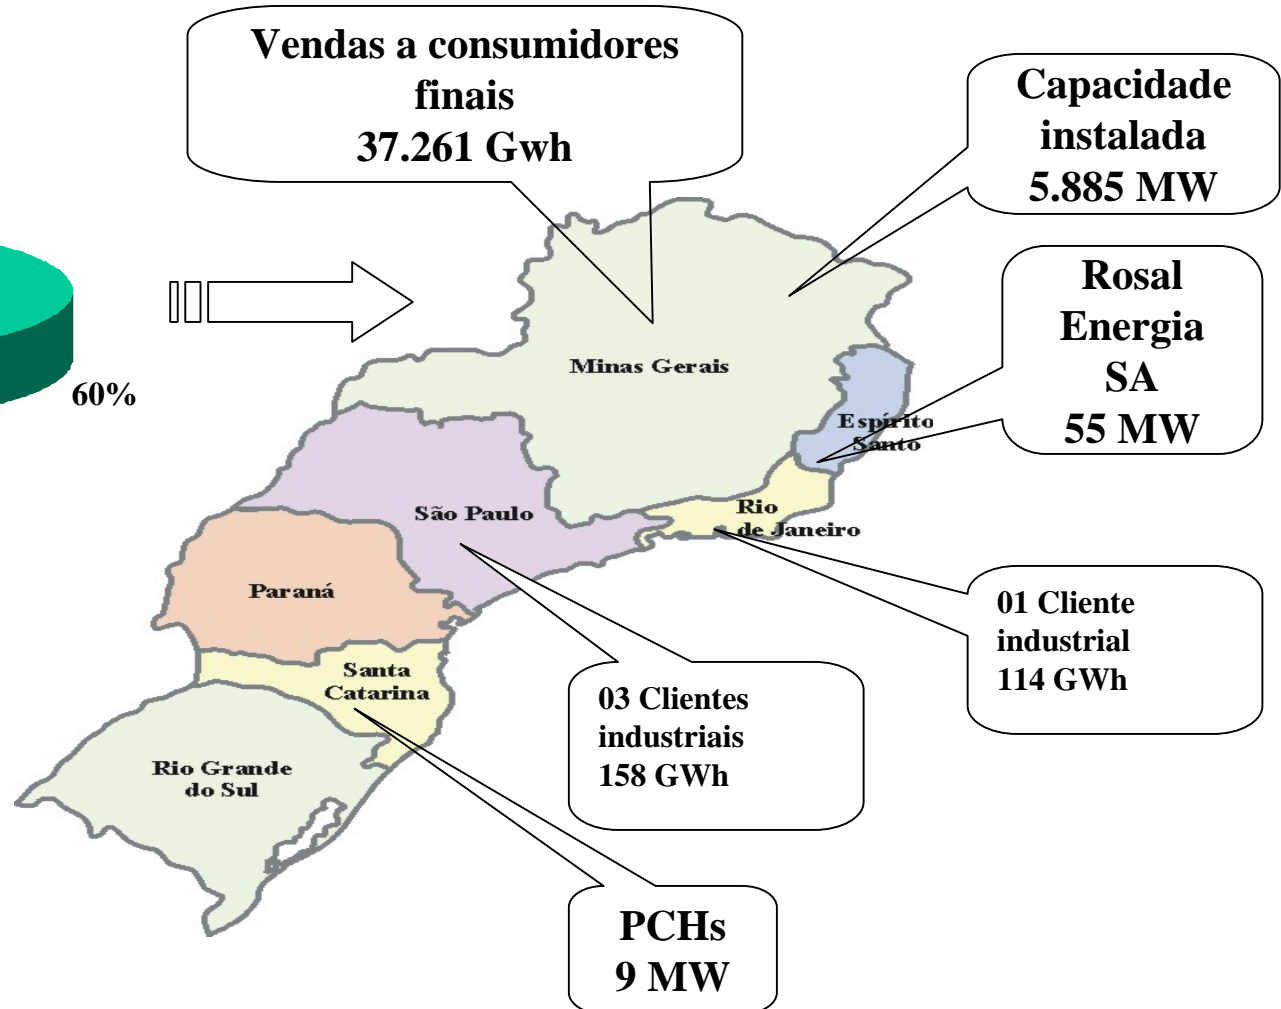 Vendas a consumidores
finais
37.261 Gwh
Capacidade
instalada
5.885 MW
Rosal
Energia
SA
55 MW
60%
Minas Gerais
Espírito
Santo
São Paulo
Rio
de Janeiro
Paraná
Santa
Catarina
Rio Grande
do Sul
01 Cliente
industrial
114 GWh
03 Clientes
industriais
158 GWh
PCHs
9 MW